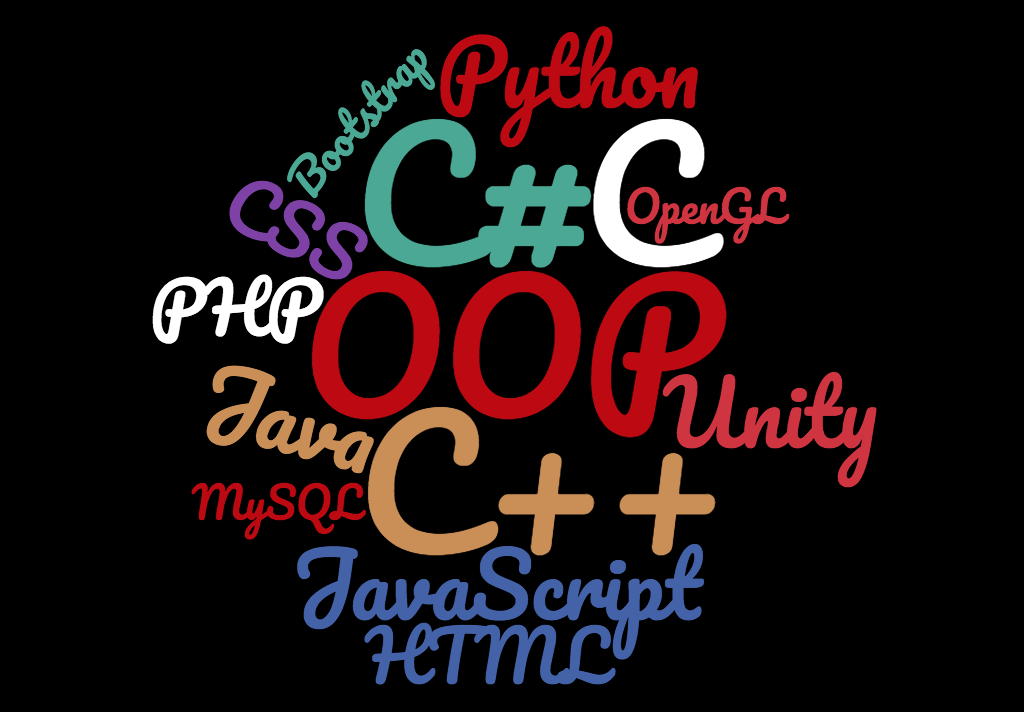 Python
Bootstrap
C#
C
OpenGL
CSS
PHP
OOP
Java
Unity
C++
MySQL
JavaScript
HTML